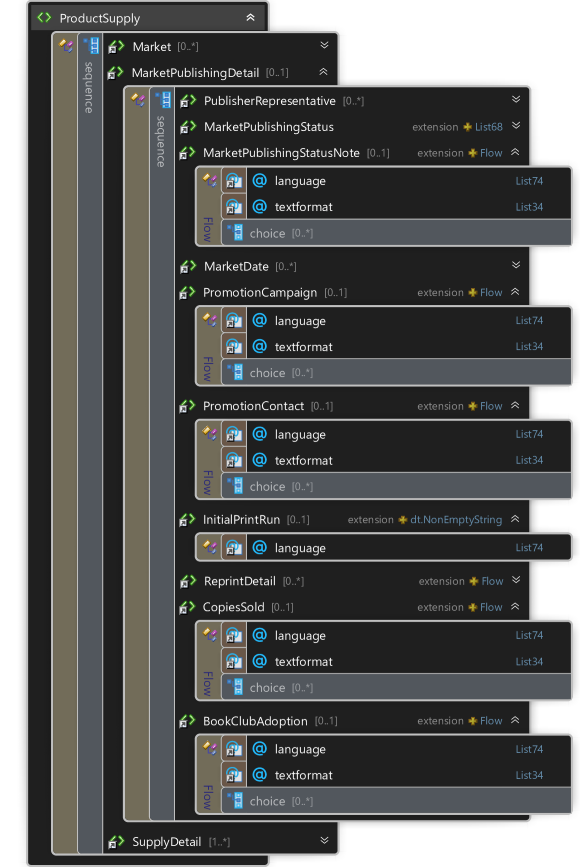 ProductSupply
Market [0..*]
MarketPublishingDetail [0..1]
sequence
PublisherRepresentative [0..*]
MarketPublishingStatus extension List68
sequence
MarketPublishingStatusNote [0..1] extension Flow
@ language List74
@ textformat List34
Flow
choice [0..*]
MarketDate [0..*]
PromotionCampaign [0..1] extension Flow
@ language List74
@ textformat List34
Flow
choice [0..*]
PromotionContact [0..1] extension Flow
@ language List74
@ textformat List34
Flow
choice [0..*]
InitialPrintRun [0..1] extension dt.NonEmptyString
@ language List74
ReprintDetail [0..*] extension Flow
CopiesSold [0..1] extension Flow
@ language List74
@ textformat List34
Flow
choice [0..*]
BookClubAdoption [0..1] extension Flow
@ language List74
@ textformat List34
Flow
choice [0..*]
SupplyDetail [1..*]